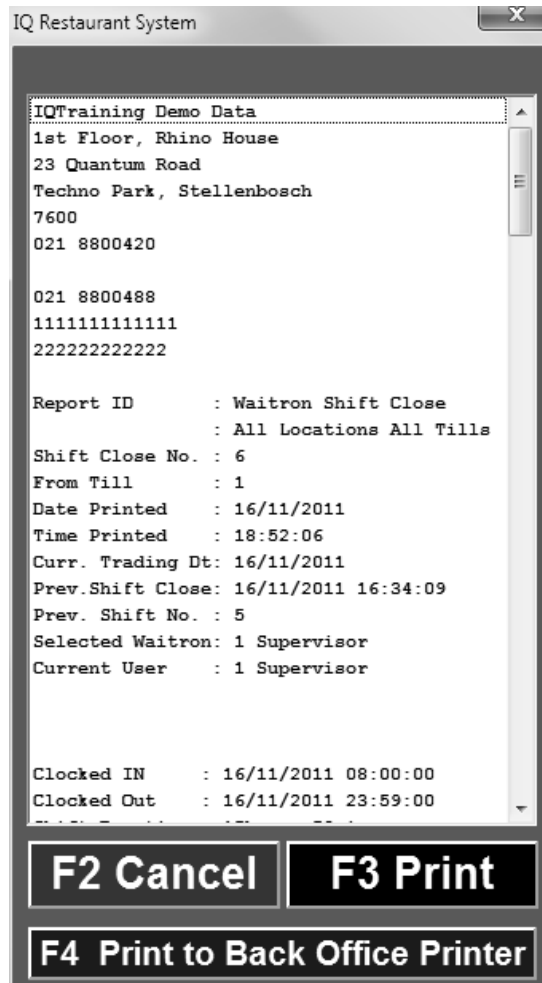 IQ Restaurant System
IQTraining Demo Data
1st Floor, Rhino House
23 Quantum Road
Techno Park, Stellenbosch
7600
021 8800420
021 8800488
1111111111111
222222222222
Report ID : Waitron Shift Close
: All Locations All Tills
Shift Close No. : 6
From Till : 1
Date Printed : 16/11/2011
Time Printed : 18:52:06
Curr. Trading Dt: 16/11/2011
Prev.Shift Close: 16/11/2011 16:34:09
Prev. Shift No. : 5
Selected Waitron: 1 Supervisor
Current User : 1 Supervisor
Clocked IN : 16/11/2011 08:00:00
Clocked Out : 16/11/2011 23:59:00
F2 Cancel
F3 Print
F4 Print to Back Office Printer